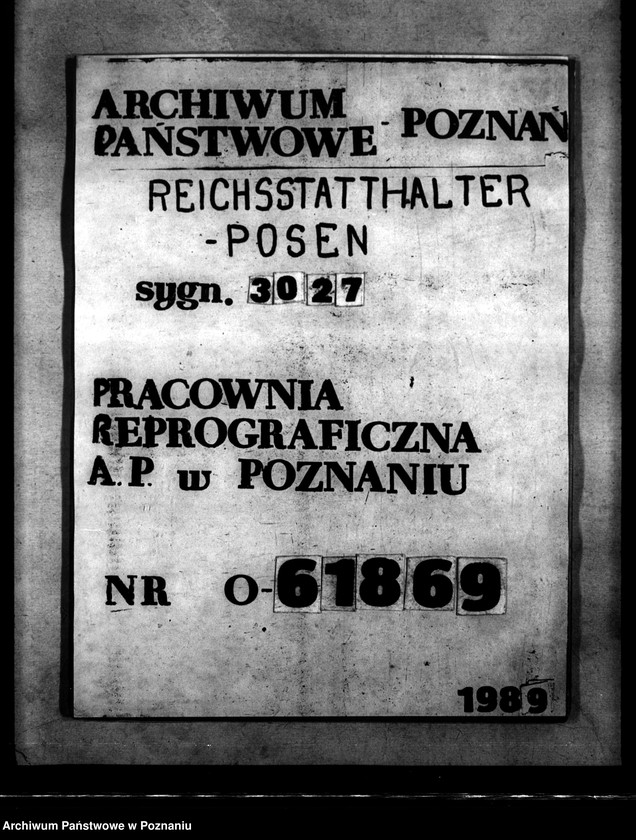 ARCHIWUM
PAŃSTWOWE - POZNAŃ
REICHSSTATTHALTER
-POSEN
sygn. 3027
PRACOWNIA
REPROGRAFICZNA
A.P. w POZNANIU
NR O-61869
1989
Archiwum Państwowe w Poznaniu